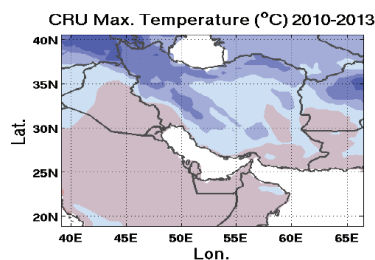 CRU Max. Temperature (°C) 2010-2013
40N
35N
30N
25N
20N
Lat.
40E 45E 50E 55E 60E 65E
Lon.